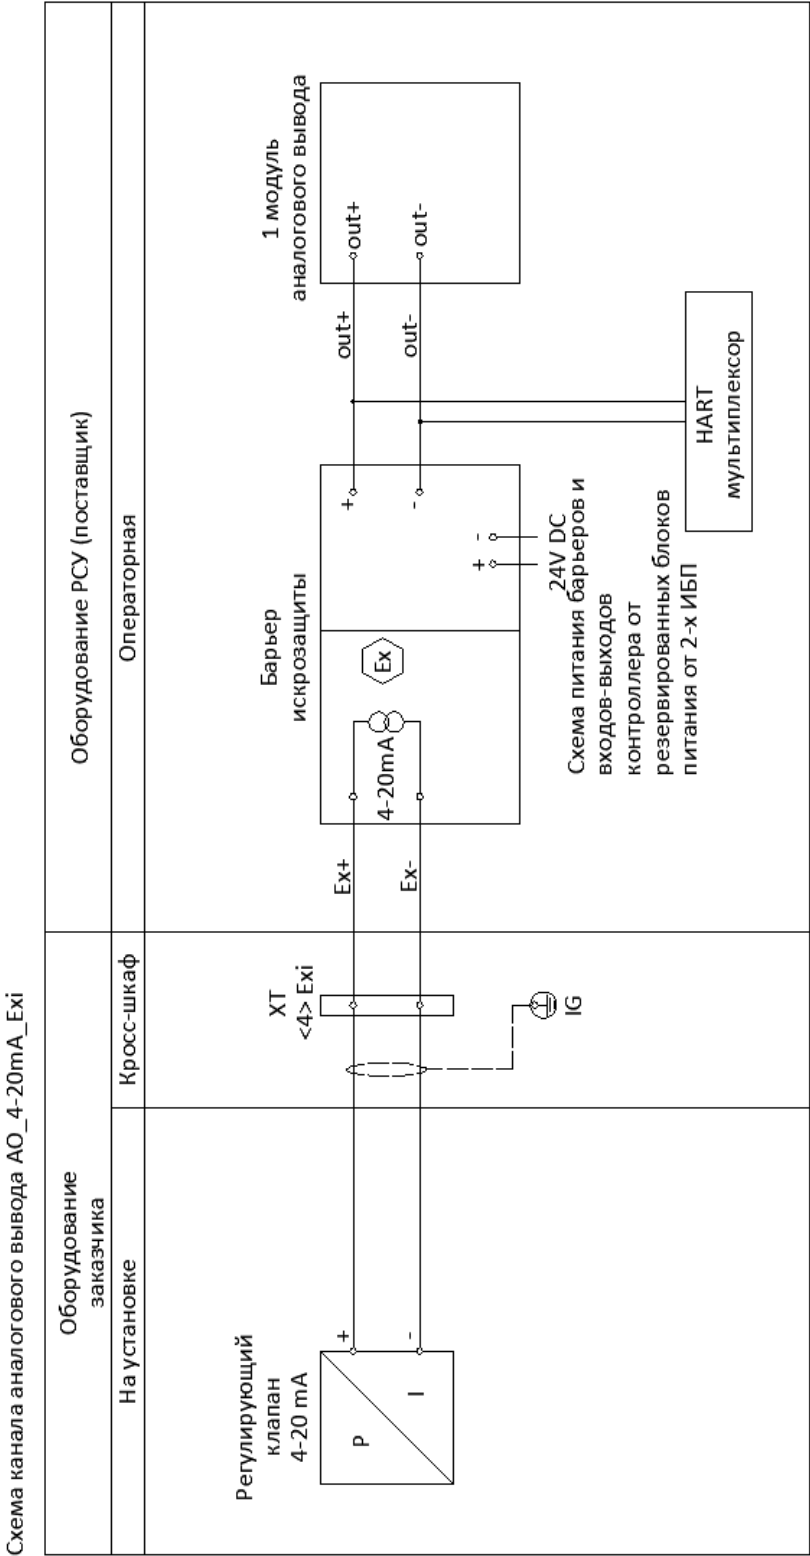 Схема канала аналогового вывода AO_4-20mA_Exi
Оборудование
заказчика
Оборудование РСУ (поставщик)
На установке
Кросс-шкаф
Операторная
Регулирующий
клапан
4-20 mA
P
I
+
-
XT
<4> Exi
IG
Ex+
Ex-
Барьер
искрозащиты
4-20mA
Ex
+
-
+
-
24V DC
Схема питания барьеров и
входов-выходов
контроллера от
резервированных блоков
питания от 2-х ИБП
out+
out-
1 модуль
аналогового вывода
out+
out-
HART
мультиплексор